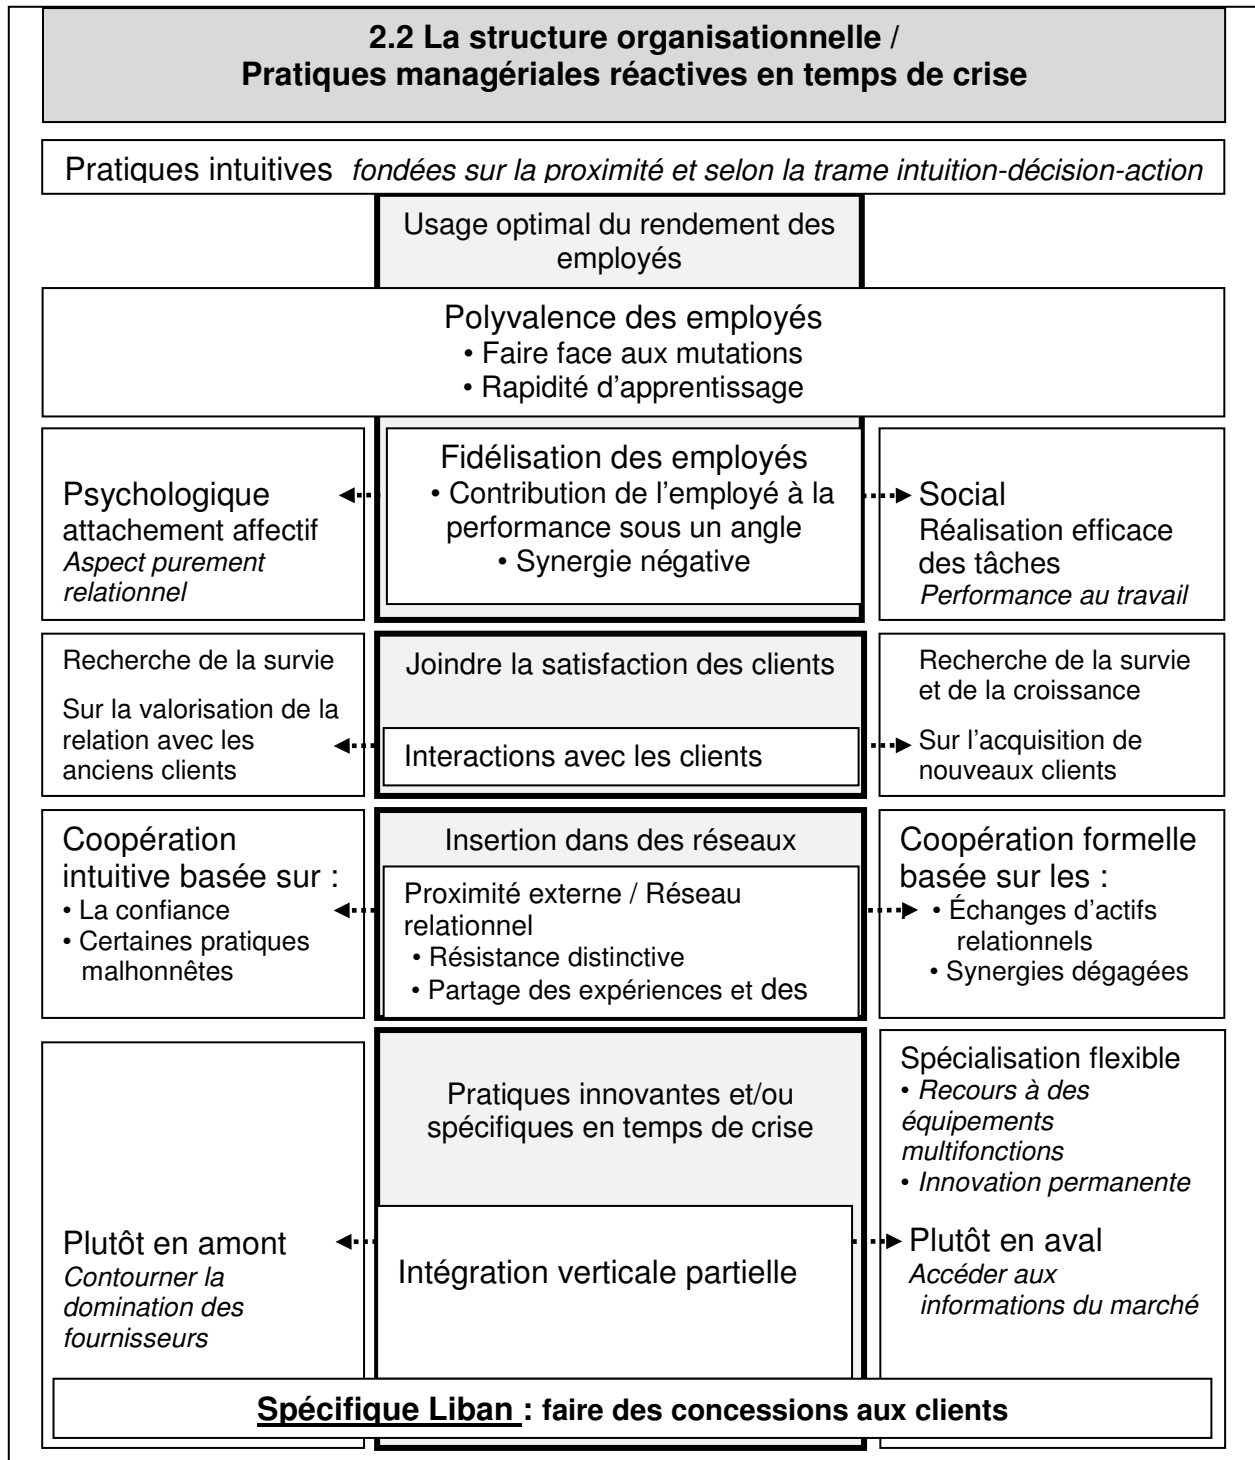 2.2 La structure organisationnelle /
Pratiques managériales réactives en temps de crise
Pratiques intuitives fondées sur la proximité et selon la trame intuition-décision-action
Usage optimal du rendement des
employés
Polyvalence des employés
• Faire face aux mutations
• Rapidité d’apprentissage
Psychologique
attachement affectif
Aspect purement
relationnel
Fidélisation des employés
• Contribution de l’employé à la
performance sous un angle
• Synergie négative
Social
Réalisation efficace
des tâches
Performance au travail
Recherche de la survie
Sur la valorisation de la
relation avec les
anciens clients
Joindre la satisfaction des clients
Interactions avec les clients
Recherche de la survie
et de la croissance
Sur l’acquisition de
nouveaux clients
Coopération
intuitive basée sur :
• La confiance
• Certaines pratiques
malhonnêtes
Insertion dans des réseaux
Proximité externe / Réseau
relationnel
• Résistance distinctive
• Partage des expériences et des
Coopération formelle
basée sur les :
• Échanges d’actifs
relationnels
• Synergies dégagées
Plutôt en amont
Contourner la
domination des
fournisseurs
Pratiques innovantes et/ou
spécifiques en temps de crise
Intégration verticale partielle
Spécialisation flexible
• Recours à des
équipements
multifonctions
• Innovation permanente
Plutôt en aval
Accéder aux
informations du marché
Spécifique Liban : faire des concessions aux clients